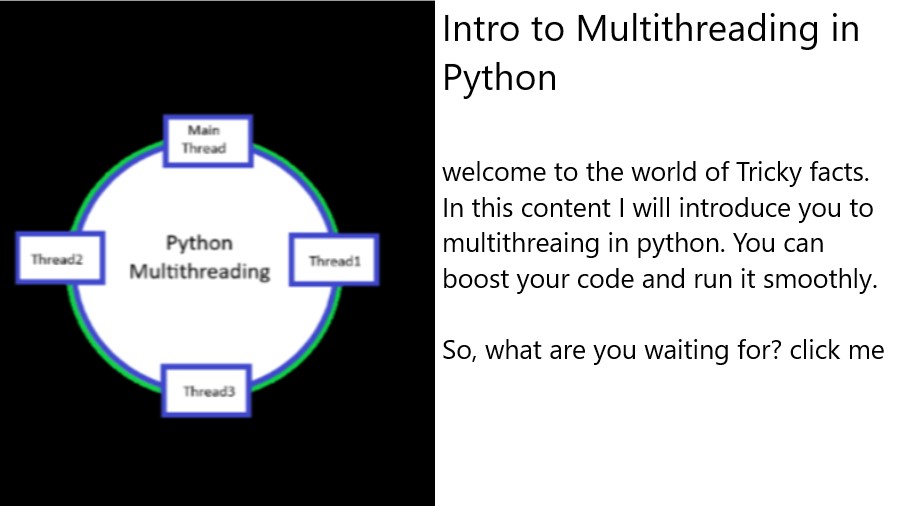 Main
Thread
Thread2
Python
Multithreading
Thread1
Thread3
Intro to Multithreading in
Python
welcome to the world of Tricky facts.
In this content I will introduce you to
multithreaing in python. You can
boost your code and run it smoothly.
So, what are you waiting for? click me